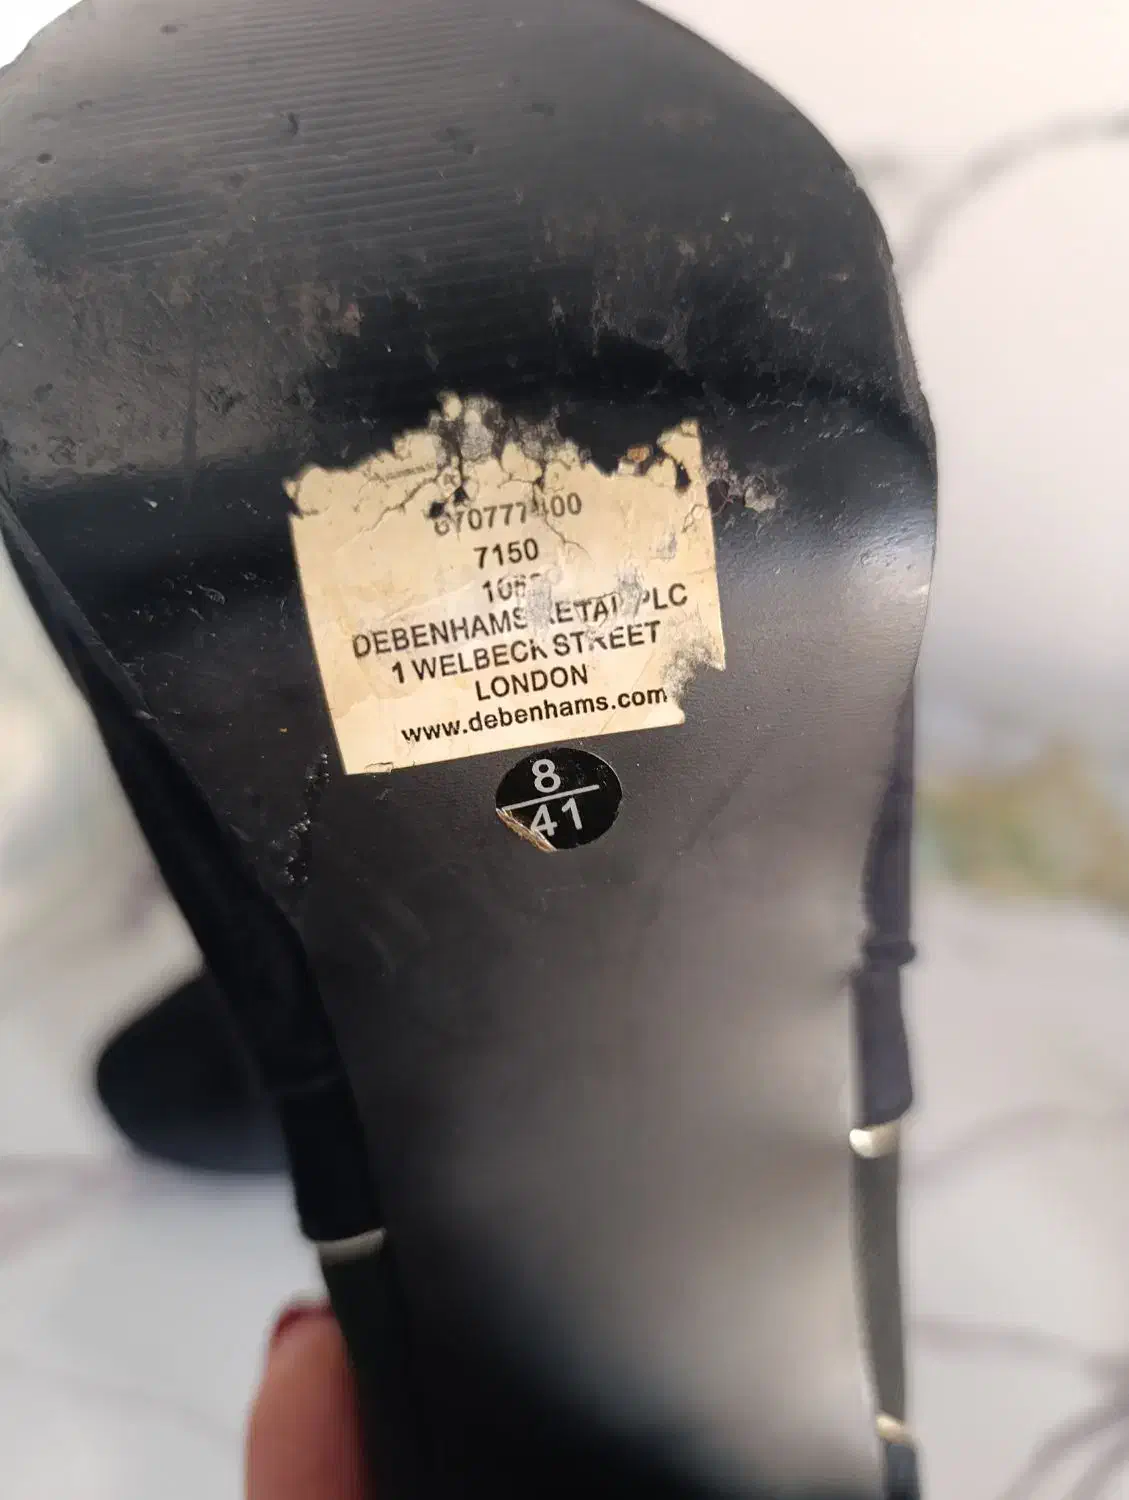 7150
DEBENHAMS RETAIL PLC
1 WELBECK STREET
LONDON
www.debenhams.com
8
41